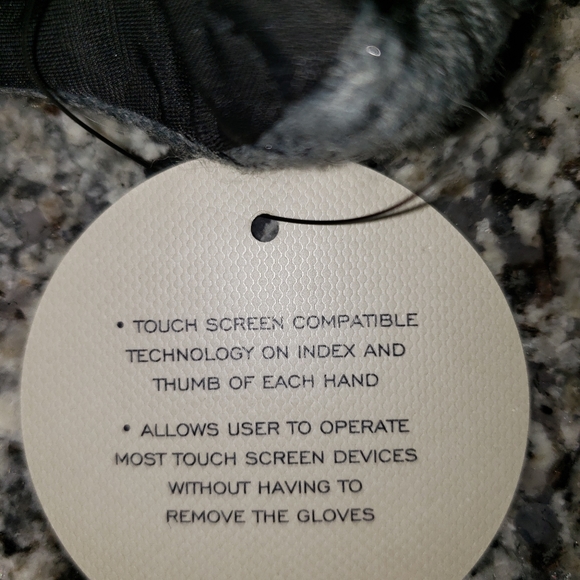 • TOUCH SCREEN COMPATIBLE
TECHNOLOGY ON INDEX AND
THUMB OF EACH HAND
• ALLOWS USER TO OPERATE
MOST TOUCH SCREEN DEVICES
WITHOUT HAVING TO
REMOVE THE GLOVES